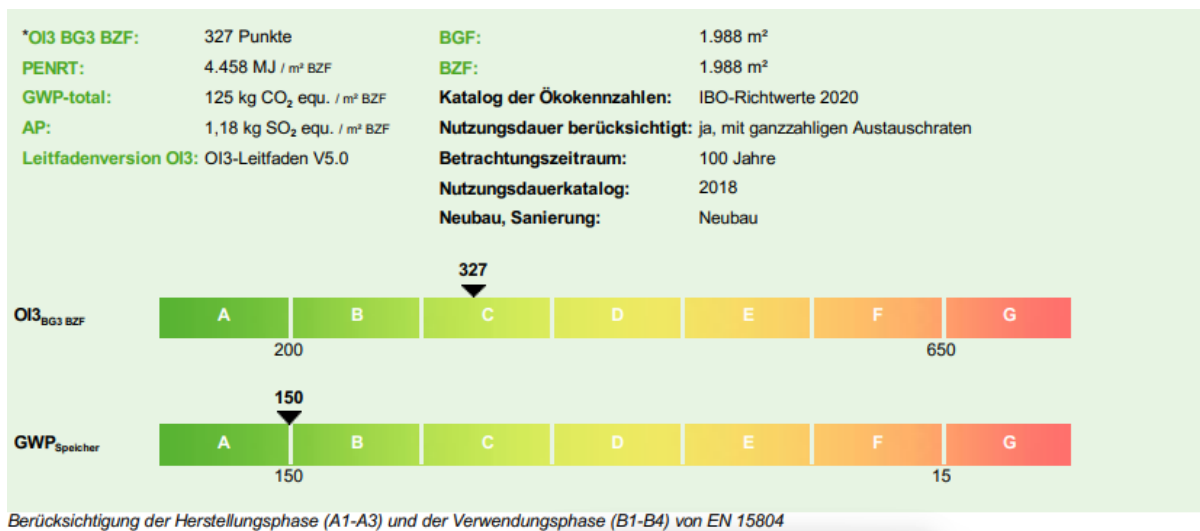 *OI3 BG3 BZF: 327 Punkte BGF: 1.988 m²
PENRT: 4.458 MJ / m² BZF BZF: 1.988 m²
GWP-total: 125 kg CO₂ equ. / m² BZF Katalog der Ökokennzahlen: IBO-Richtwerte 2020
AP: 1,18 kg SO₂ equ. / m² BZF Nutzungsdauer berücksichtigt: ja, mit ganzzahligen Austauschraten
Leitfadenversion OI3: OI3-Leitfaden V5.0 Betrachtungszeitraum: 100 Jahre
Nutzungsdauerkatalog: 2018
Neubau, Sanierung: Neubau
327
OI3BG3 BZF A B C D E F G
200 650
150
GWPSpeicher A B C D E F G
150 15
Berücksichtigung der Herstellungsphase (A1-A3) und der Verwendungsphase (B1-B4) von EN 15804